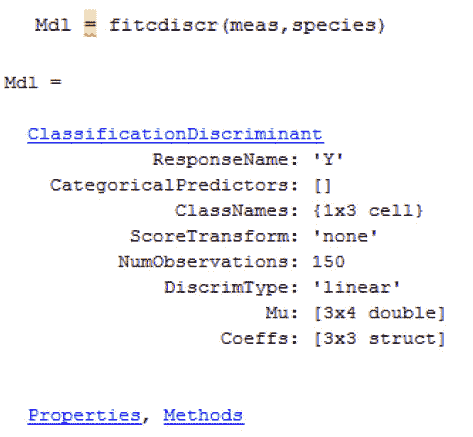 Mdl = fitcdiscr(meas,species)
Mdl =
ClassificationDiscriminant
ResponseName: 'Y'
CategoricalPredictors: []
ClassNames: {1x3 cell}
ScoreTransform: 'none'
NumObservations: 150
DiscrimType: 'linear'
Mu: [3x4 double]
Coeffs: [3x3 struct]
Properties, Methods